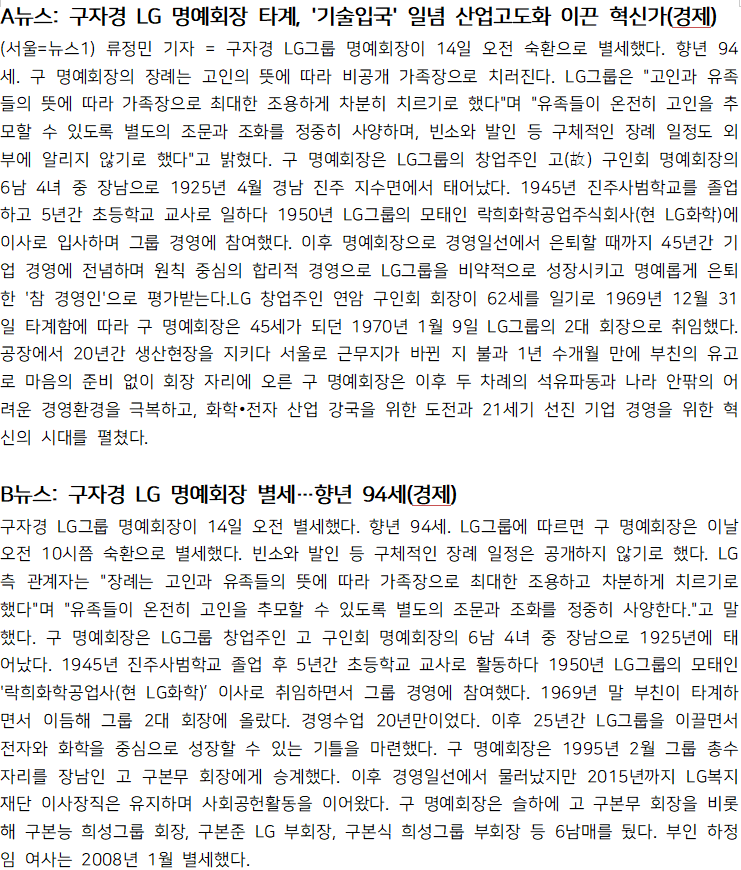 A뉴스: 구자경 LG 명예회장 타계, '기술입국' 일념 산업고도화 이끈 혁신가(경제)
(서울=뉴스1) 류정민 기자 = 구자경 LG그룹 명예회장이 14일 오전 숙환으로 별세했다. 향년 94
세. 구 명예회장의 장례는 고인의 뜻에 따라 비공개 가족장으로 치러진다. LG그룹은 "고인과 유족
들의 뜻에 따라 가족장으로 최대한 조용하게 차분히 치르기로 했다"며 "유족들이 온전히 고인을 추
모할 수 있도록 별도의 조문과 조화를 정중히 사양하며, 빈소와 발인 등 구체적인 장례 일정도 외
부에 알리지 않기로 했다"고 밝혔다. 구 명예회장은 LG그룹의 창업주인 고(故) 구인회 명예회장의
6남 4녀 중 장남으로 1925년 4월 경남 진주 지수면에서 태어났다. 1945년 진주사범학교를 졸업
하고 5년간 초등학교 교사로 일하다 1950년 LG그룹의 모태인 락희화학공업주식회사(현 LG화학)에
이사로 입사하며 그룹 경영에 참여했다. 이후 명예회장으로 경영일선에서 은퇴할 때까지 45년간 기
업 경영에 전념하며 원칙 중심의 합리적 경영으로 LG그룹을 비약적으로 성장시키고 명예롭게 은퇴
한 '참 경영인'으로 평가받는다.LG 창업주인 연암 구인회 회장이 62세를 일기로 1969년 12월 31
일 타계함에 따라 구 명예회장은 45세가 되던 1970년 1월 9일 LG그룹의 2대 회장으로 취임했다.
공장에서 20년간 생산현장을 지키다 서울로 근무지가 바뀐 지 불과 1년 수개월 만에 부친의 유고
로 마음의 준비 없이 회장 자리에 오른 구 명예회장은 이후 두 차례의 석유파동과 나라 안팎의 어
려운 경영환경을 극복하고, 화학•전자 산업 강국을 위한 도전과 21세기 선진 기업 경영을 위한 혁
신의 시대를 펼쳤다.
B뉴스: 구자경 LG 명예회장 별세…향년 94세(경제)
구자경 LG그룹 명예회장이 14일 오전 별세했다. 향년 94세. LG그룹에 따르면 구 명예회장은 이날
오전 10시쯤 숙환으로 별세했다. 빈소와 발인 등 구체적인 장례 일정은 공개하지 않기로 했다. LG
측 관계자는 "장례는 고인과 유족들의 뜻에 따라 가족장으로 최대한 조용하고 차분하게 치르기로
했다"며 "유족들이 온전히 고인을 추모할 수 있도록 별도의 조문과 조화를 정중히 사양한다."고 말
했다. 구 명예회장은 LG그룹 창업주인 고 구인회 명예회장의 6남 4녀 중 장남으로 1925년에 태
어났다. 1945년 진주사범학교 졸업 후 5년간 초등학교 교사로 활동하다 1950년 LG그룹의 모태인
'락희화학공업사(현 LG화학)’ 이사로 취임하면서 그룹 경영에 참여했다. 1969년 말 부친이 타계하
면서 이듬해 그룹 2대 회장에 올랐다. 경영수업 20년만이었다. 이후 25년간 LG그룹을 이끌면서
전자와 화학을 중심으로 성장할 수 있는 기틀을 마련했다. 구 명예회장은 1995년 2월 그룹 총수
자리를 장남인 고 구본무 회장에게 승계했다. 이후 경영일선에서 물러났지만 2015년까지 LG복지
재단 이사장직은 유지하며 사회공헌활동을 이어왔다. 구 명예회장은 슬하에 고 구본무 회장을 비롯
해 구본능 희성그룹 회장, 구본준 LG 부회장, 구본식 희성그룹 부회장 등 6남매를 뒀다. 부인 하정
임 여사는 2008년 1월 별세했다.